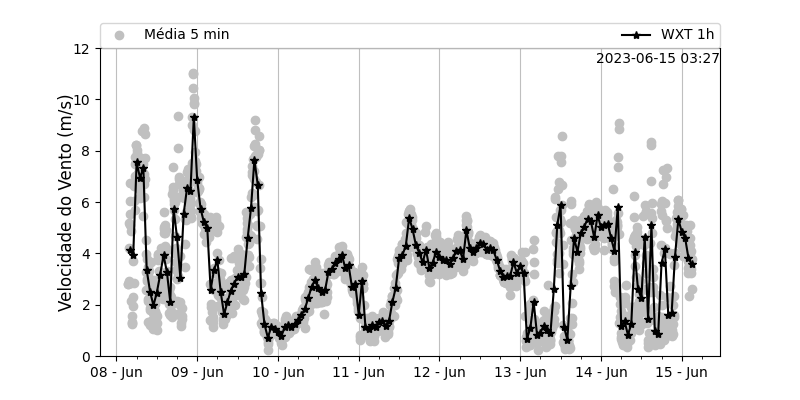 Média 5 min
WXT 1h
2023-06-15 03:27
Velocidade do Vento (m/s)
12
10
8
6
4
2
0
08 - Jun 09 - Jun 10 - Jun 11 - Jun 12 - Jun 13 - Jun 14 - Jun 15 - Jun